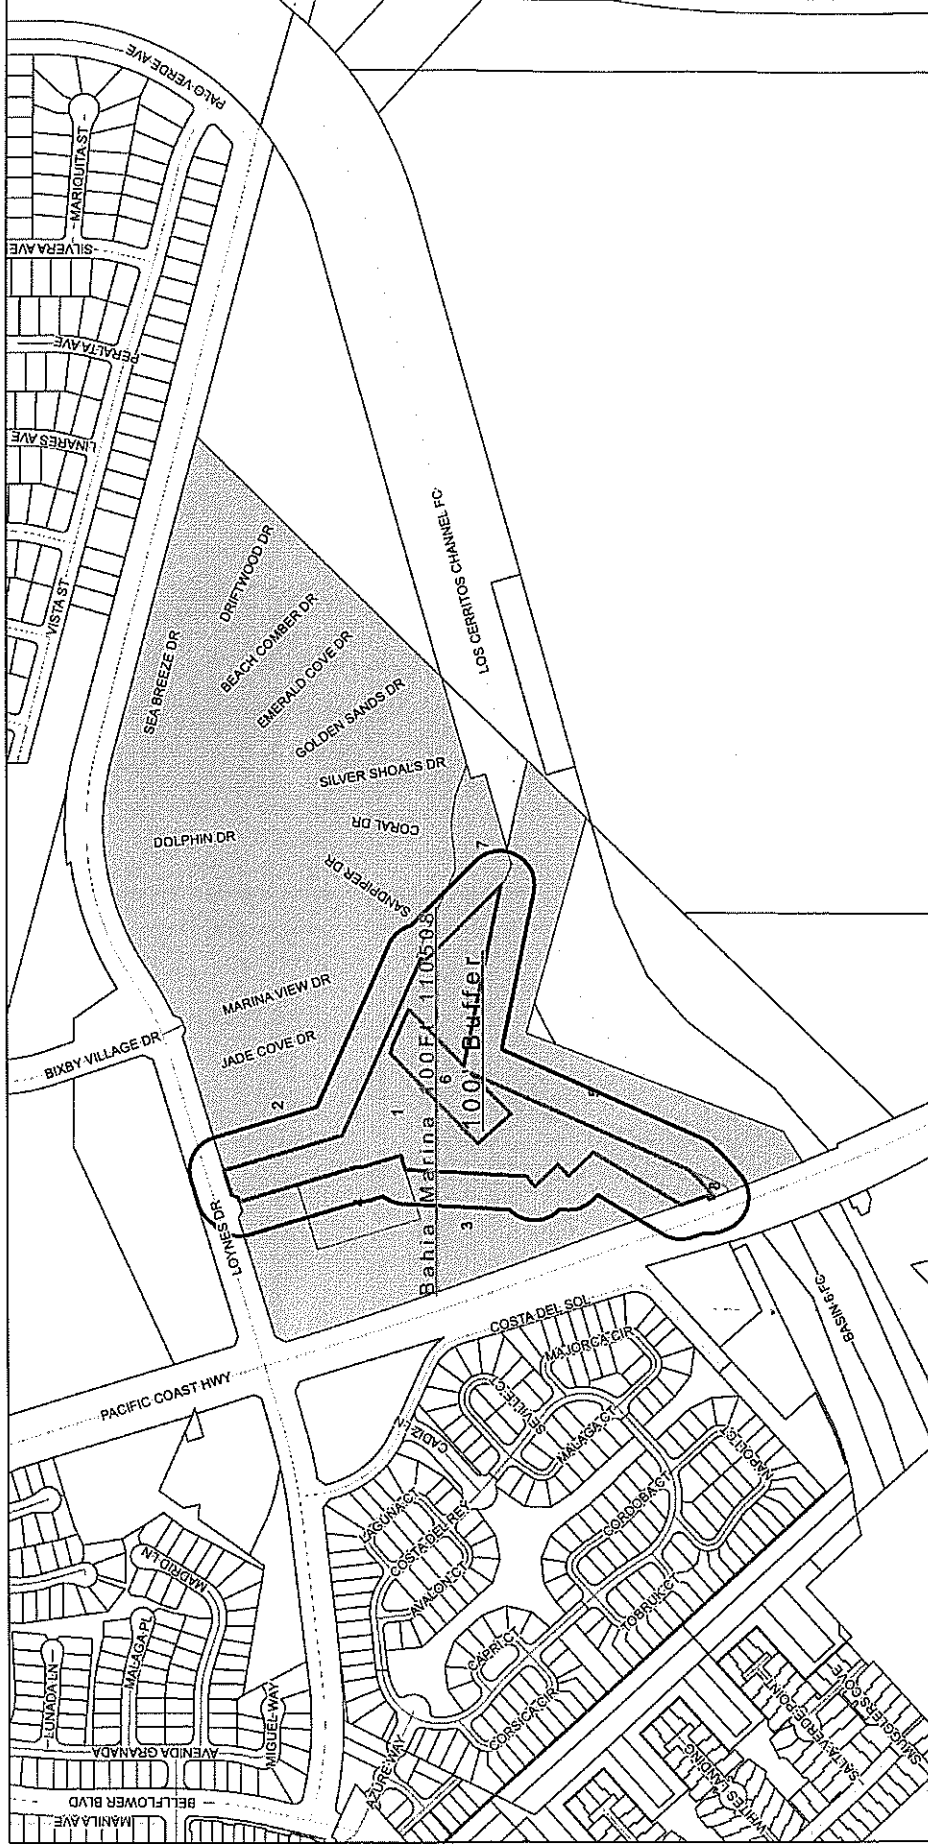 PALO VERDE AVE
MARIQUITA ST
SILVERA AVE
PERALTA AVE
LINARES AVE
VISTA ST
DRIFTWOOD DR
SEA BREEZE DR
BEACH COMBER DR
EMERALD COVE DR
LOS CERRITOS CHANNEL FC
GOLDEN SANDS DR
SILVER SHOALS DR
CORAL DR
DOLPHIN DR
SANDPIPER DR
7
MARINA VIEW DR
JADE COVE DR
BIXBY VILLAGE DR
2
1
6
5
Bahia Marina 100Ft 110505
100' Buffer
4
3
8
LOYNES DR
PACIFIC COAST HWY
COSTA DEL SOL
BASIN 6 FC
MAJORCA CIR
SEVILLE CT
MALAGA CT
CADIZ LN
NAPOLI CT
CORDOBA CT
LAGUNA CT
COSTA DEL REY
AVALON CT
TOBRUK CT
CAPRI CT
CORSICA CIR
AZURE WAY
MADRID LN
MALAGA PL
LUNADA LN
MIGUEL WAY
AVENIDA GRANADA
BELLFLOWER BLVD
MANILA AVE
WHITES LANDING
SALTA VERDE POINT
SMUGGLERS COVE